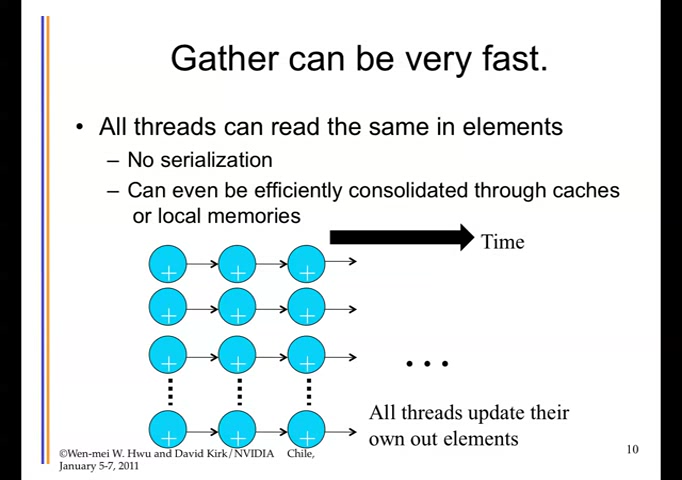 Gather can be very fast.
• All threads can read the same in elements
– No serialization
– Can even be efficiently consolidated through caches
or local memories
Time
+ + +
+ + +
+ + +
...
+ + +
All threads update their
own out elements
©Wen-mei W. Hwu and David Kirk/NVIDIA Chile,
January 5-7, 2011
10